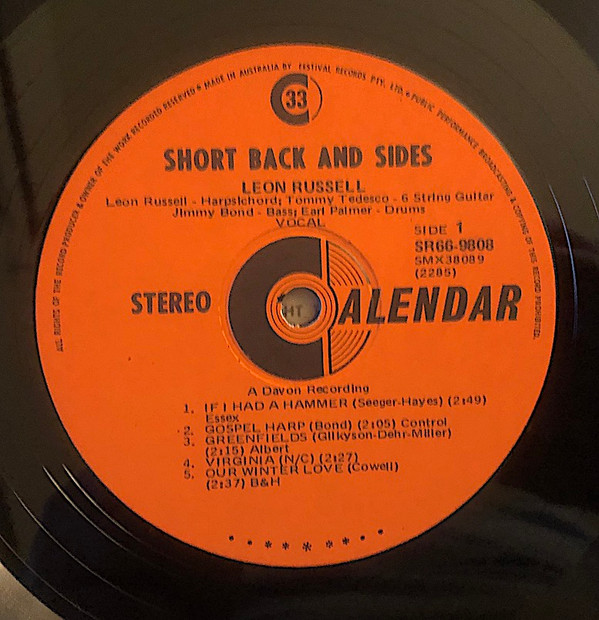 ALL RIGHTS OF THE RECORD PRODUCER & OWNER OF THE WORK RECORDED RESERVED • MADE IN AUSTRALIA BY FESTIVAL RECORDS PTY. LTD. • PUBLIC PERFORMANCE BROADCASTING & COPYING OF THIS RECORD PROHIBITED.
33
SHORT BACK AND SIDES
LEON RUSSELL
Leon Russell - Harpsichord; Tommy Tedesco - 6 String Guitar
Jimmy Bond - Bass; Earl Palmer - Drums
VOCAL
SIDE 1
SR66-9808
SMX38089
(2285)
STEREO
CALENDAR
A Davon Recording
1. IF I HAD A HAMMER (Seeger-Hayes) (2:49)
Essex
2. GOSPEL HARP (Bond) (2:05) Control
3. GREENFIELDS (Gilkyson-Dehr-Miller)
(2:15) Albert
4. VIRGINIA (N/C) (2:27)
5. OUR WINTER LOVE (Cowell)
(2:37) B&H